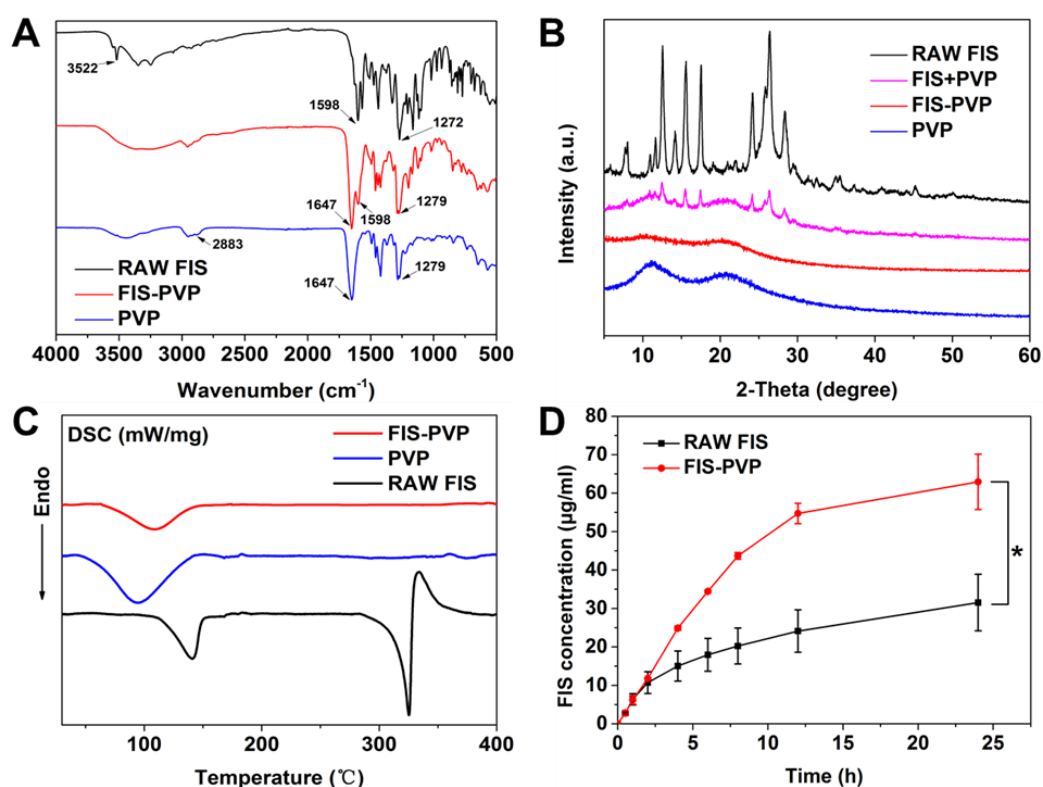 A
3522
1598
1272
1647
1598
1279
2883
1647
1279
RAW FIS
FIS-PVP
PVP
4000 3500 3000 2500 2000 1500 1000 500
Wavenumber (cm⁻¹)
B
RAW FIS
FIS+PVP
FIS-PVP
PVP
Intensity (a.u.)
10 20 30 40 50 60
2-Theta (degree)
C
DSC (mW/mg)
FIS-PVP
PVP
RAW FIS
Endo
100 200 300 400
Temperature (℃)
D
RAW FIS
FIS-PVP
*
FIS concentration (μg/ml)
80
70
60
50
40
30
20
10
0
0 5 10 15 20 25
Time (h)